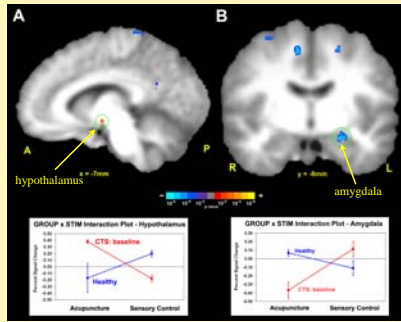 A
B
A
P
R
L
x = -7mm
y = -8mm
hypothalamus
amygdala
−
+
p value
GROUP x STIM Interaction Plot - Hypothalamus
CTS: baseline
Healthy
Percent Signal Change
Acupuncture
Sensory Control
GROUP x STIM Interaction Plot - Amygdala
Healthy
CTS: baseline
Percent Signal Change
Acupuncture
Sensory Control